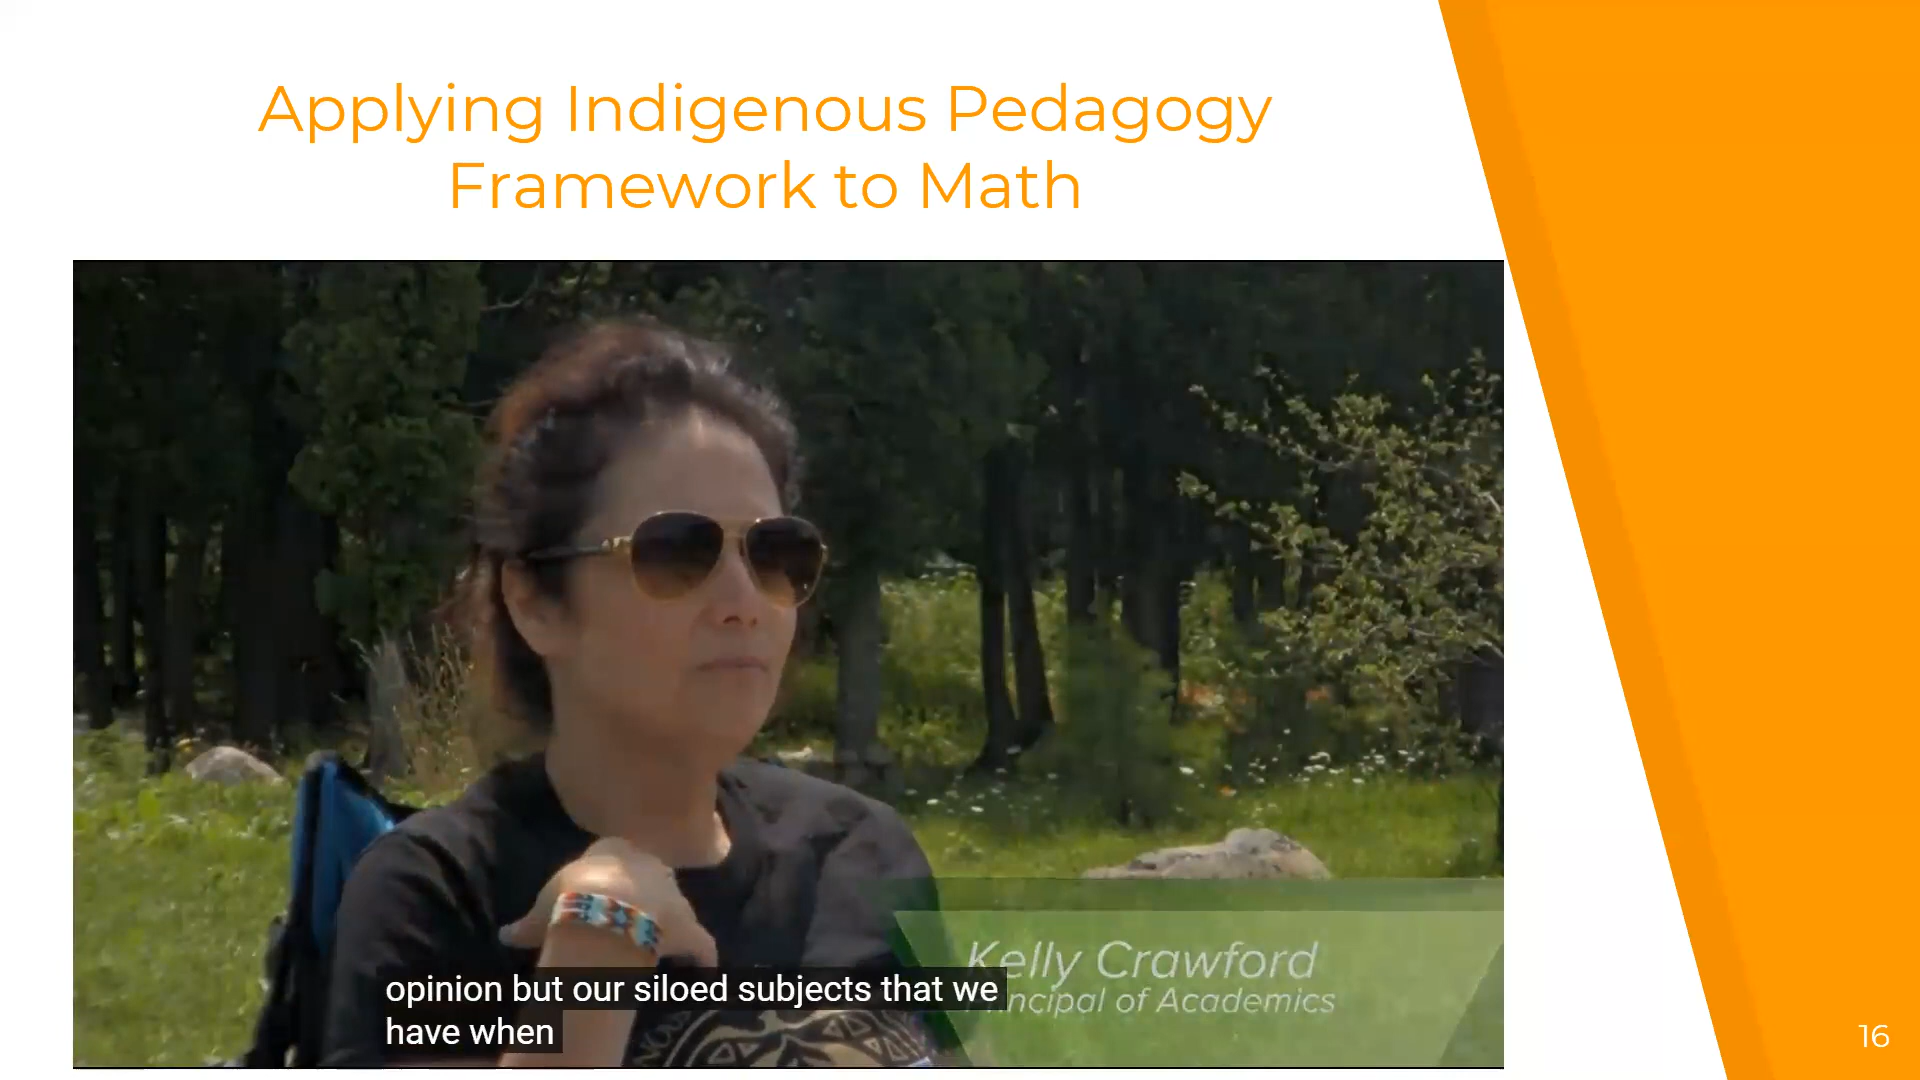 Applying Indigenous Pedagogy
Framework to Math
Kelly Crawford
of Academics
opinion but our siloed subjects that we
have when
16